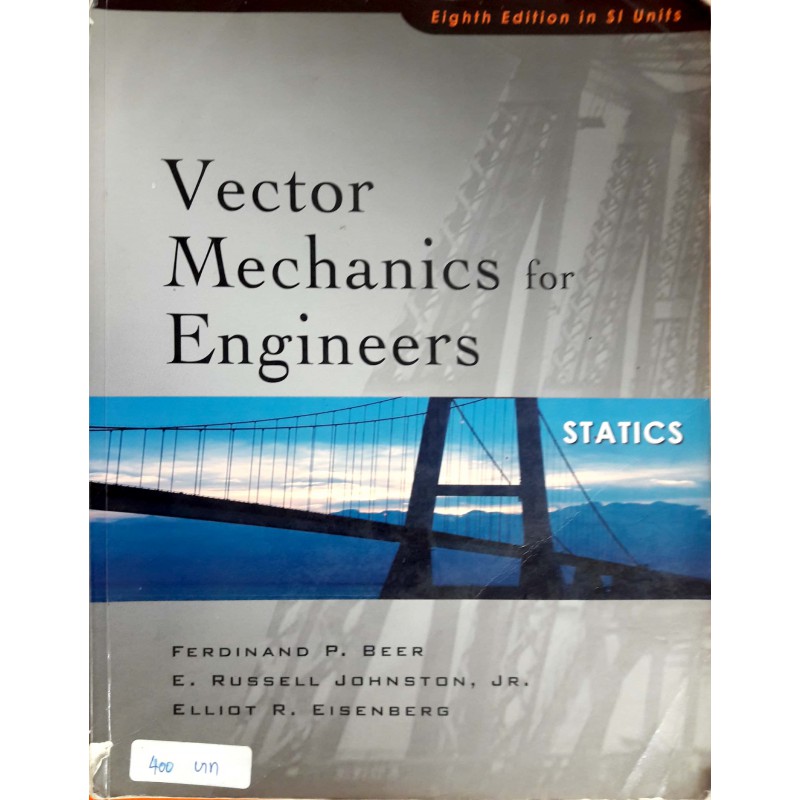 Eighth Edition in SI Units
Vector
Mechanics for
Engineers
STATICS
FERDINAND P. BEER
E. RUSSELL JOHNSTON, JR.
ELLIOT R. EISENBERG
400 บาท